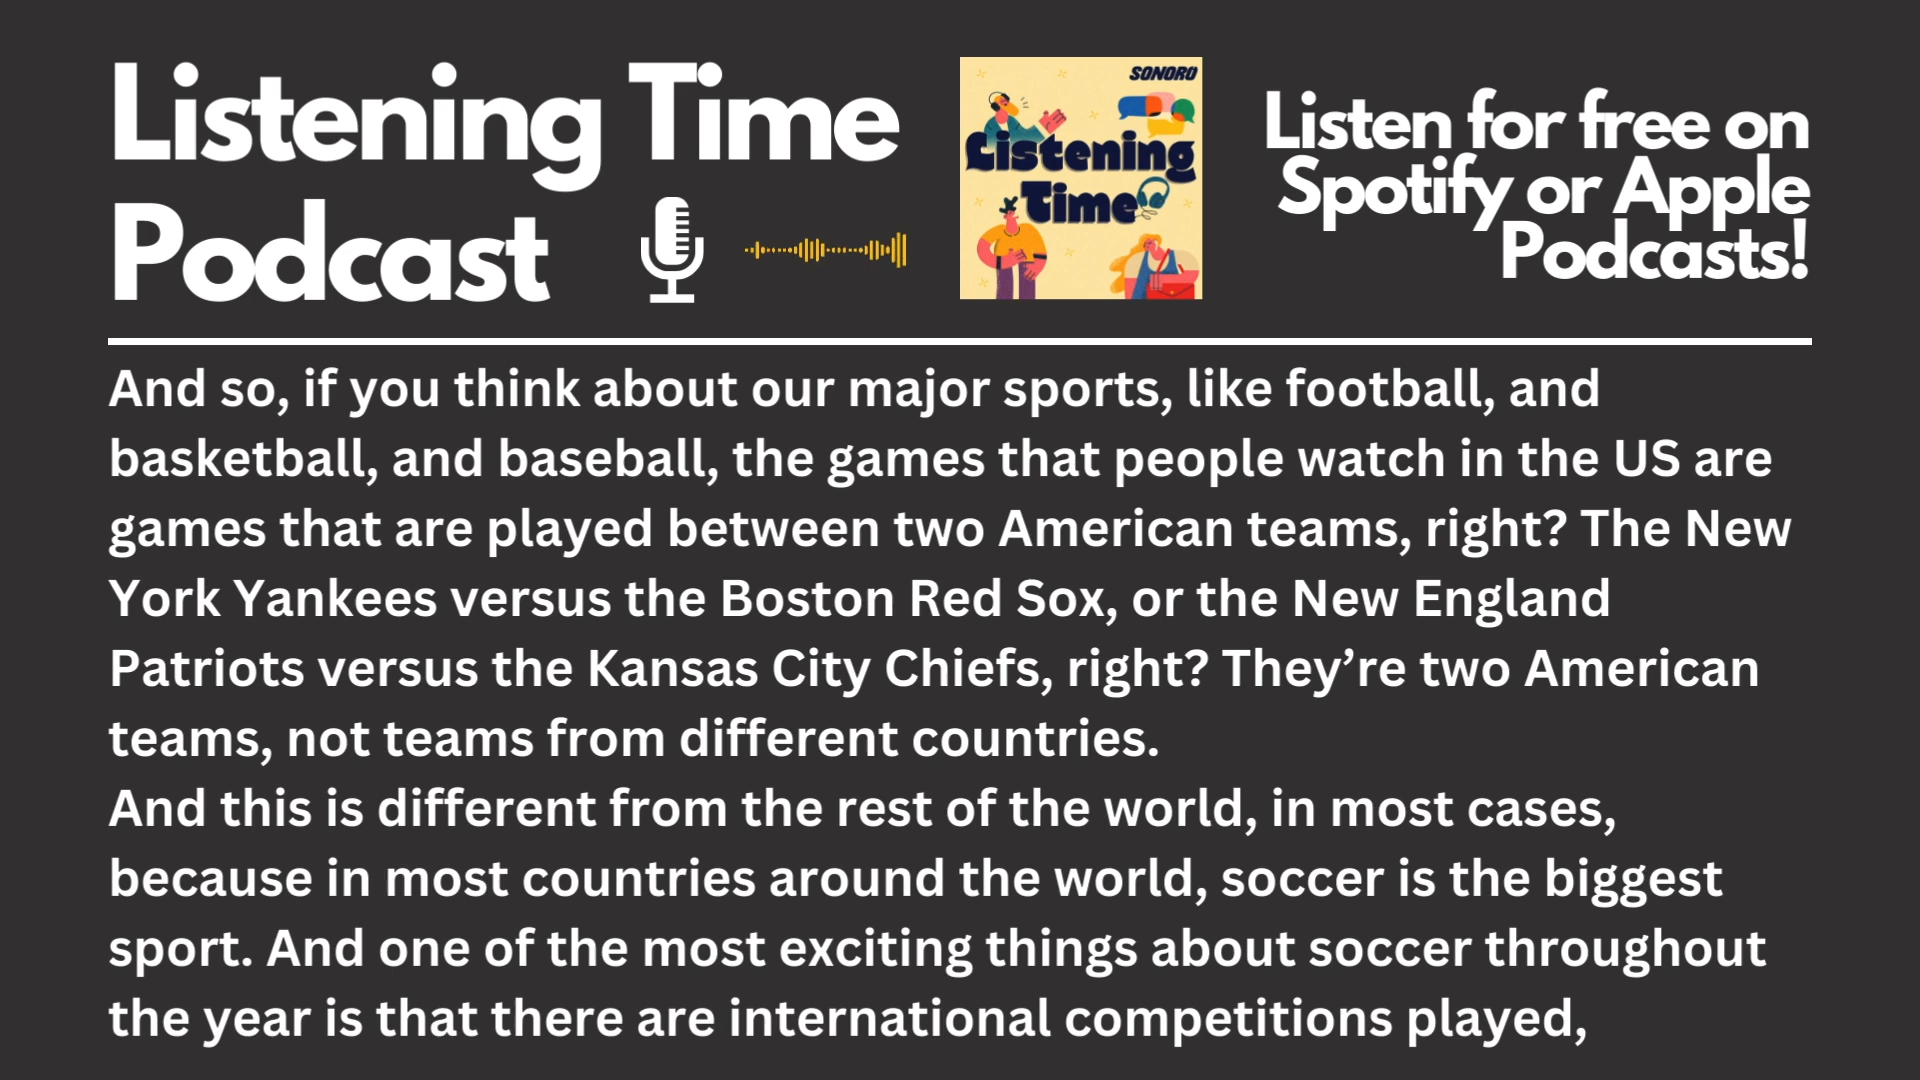 Listening Time
Podcast
SONORO
Listening
Time
Listen for free on
Spotify or Apple
Podcasts!
And so, if you think about our major sports, like football, and
basketball, and baseball, the games that people watch in the US are
games that are played between two American teams, right? The New
York Yankees versus the Boston Red Sox, or the New England
Patriots versus the Kansas City Chiefs, right? They’re two American
teams, not teams from different countries.
And this is different from the rest of the world, in most cases,
because in most countries around the world, soccer is the biggest
sport. And one of the most exciting things about soccer throughout
the year is that there are international competitions played,